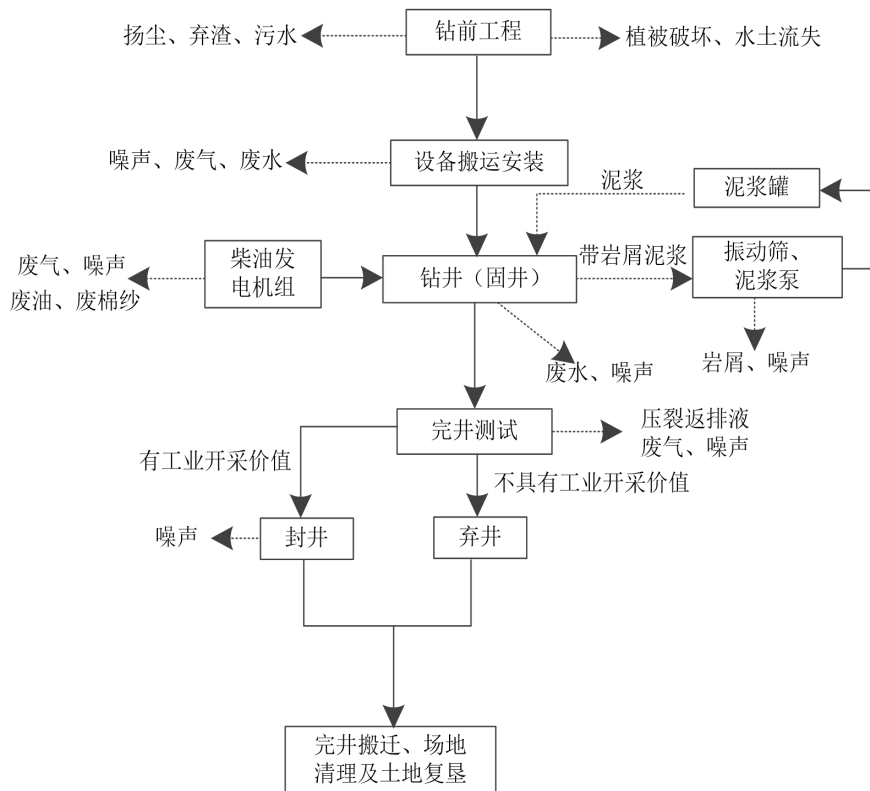 扬尘、弃渣、污水
钻前工程
植被破坏、水土流失
噪声、废气、废水
设备搬运安装
泥浆
泥浆罐
废气、噪声
废油、废棉纱
柴油发
电机组
钻井（固井）
带岩屑泥浆
振动筛、
泥浆泵
废水、噪声
岩屑、噪声
完井测试
压裂返排液
废气、噪声
有工业开采价值
不具有工业开采价值
噪声
封井
弃井
完井搬迁、场地
清理及土地复垦